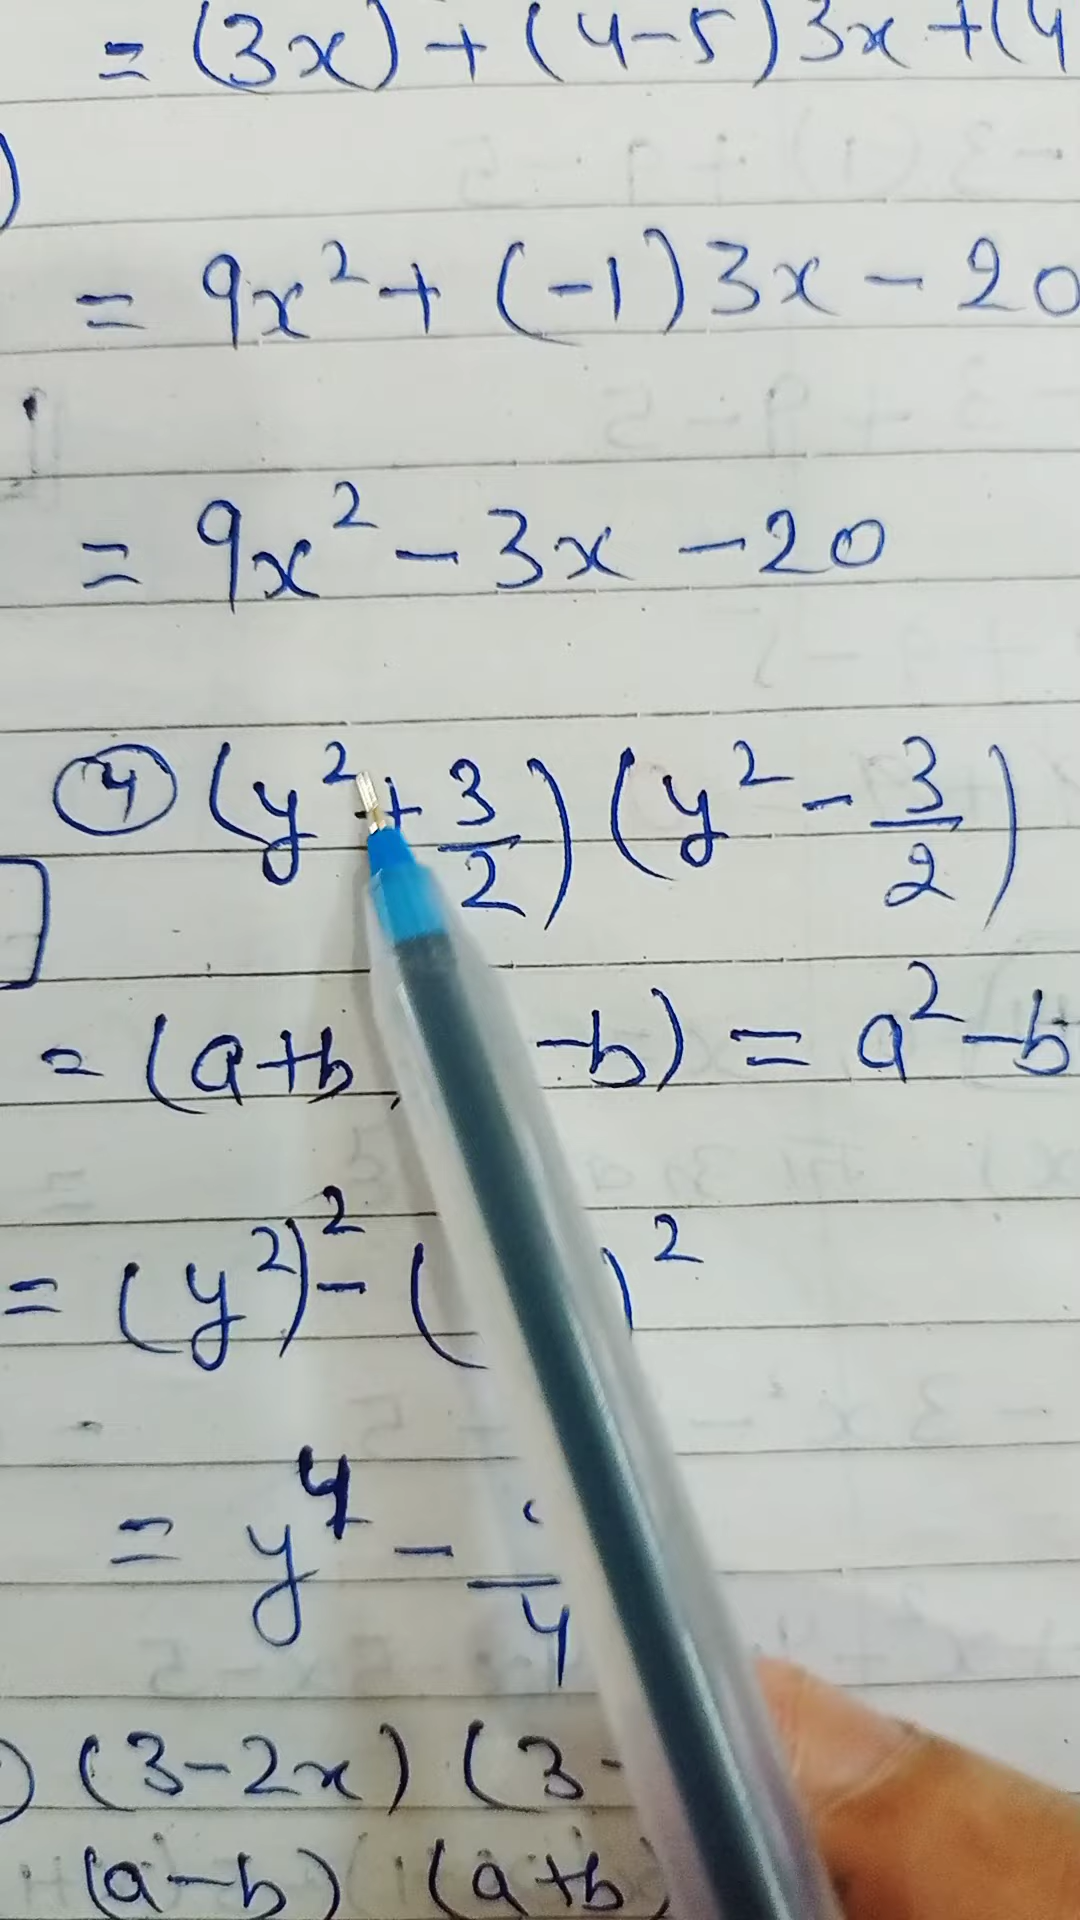 = (3x) + (4-5)3x + (4
)
= 9x² + (-1)3x - 20
= 9x² - 3x - 20
④ (y² + 3/2) (y² - 3/2)
= (a+b -b) = a² - b
= (y²)² - ( )²
= y⁴ - /4
) (3-2x) (3-
(a-b) (a+b